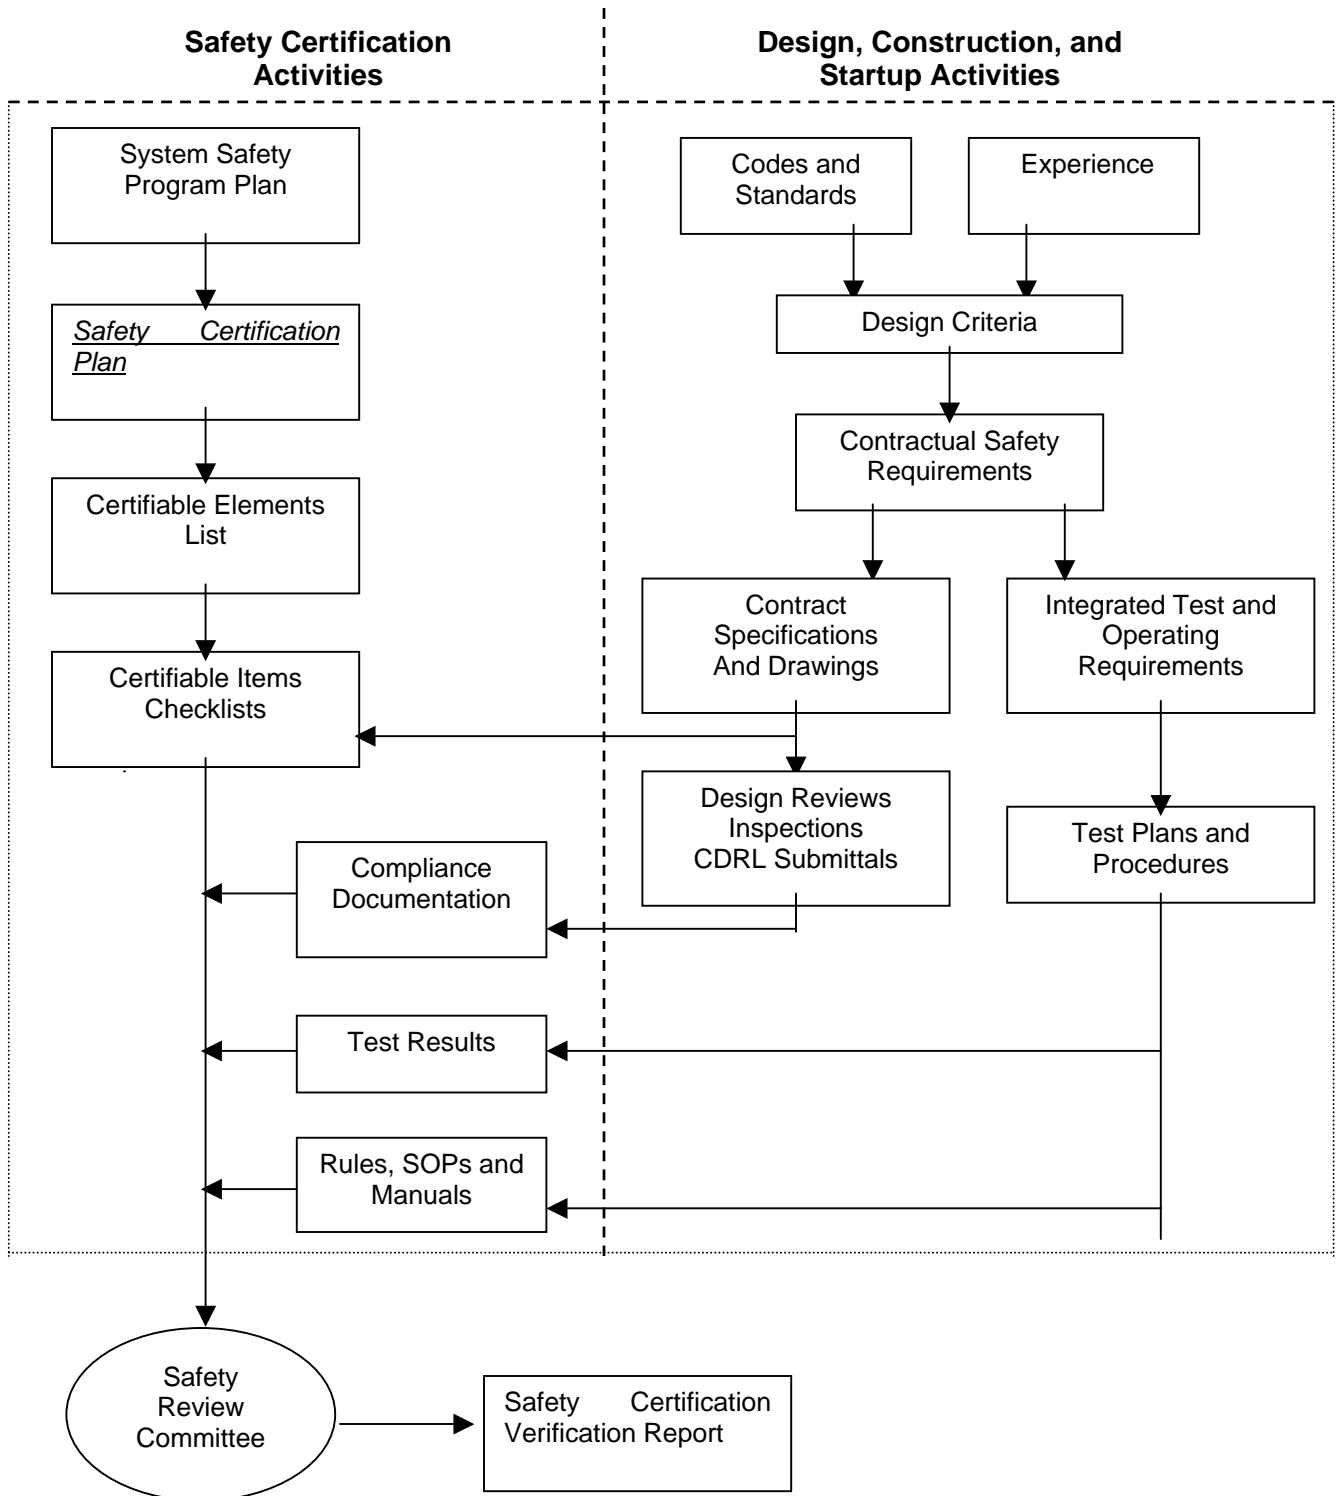 Safety Certification
Activities
Design, Construction, and
Startup Activities
System Safety
Program Plan
Codes and
Standards
Experience
Safety Certification
Plan
Design Criteria
Contractual Safety
Requirements
Certifiable Elements
List
Contract
Specifications
And Drawings
Integrated Test and
Operating
Requirements
Certifiable Items
Checklists
Design Reviews
Inspections
CDRL Submittals
Test Plans and
Procedures
Compliance
Documentation
Test Results
Rules, SOPs and
Manuals
Safety
Review
Committee
Safety Certification
Verification Report